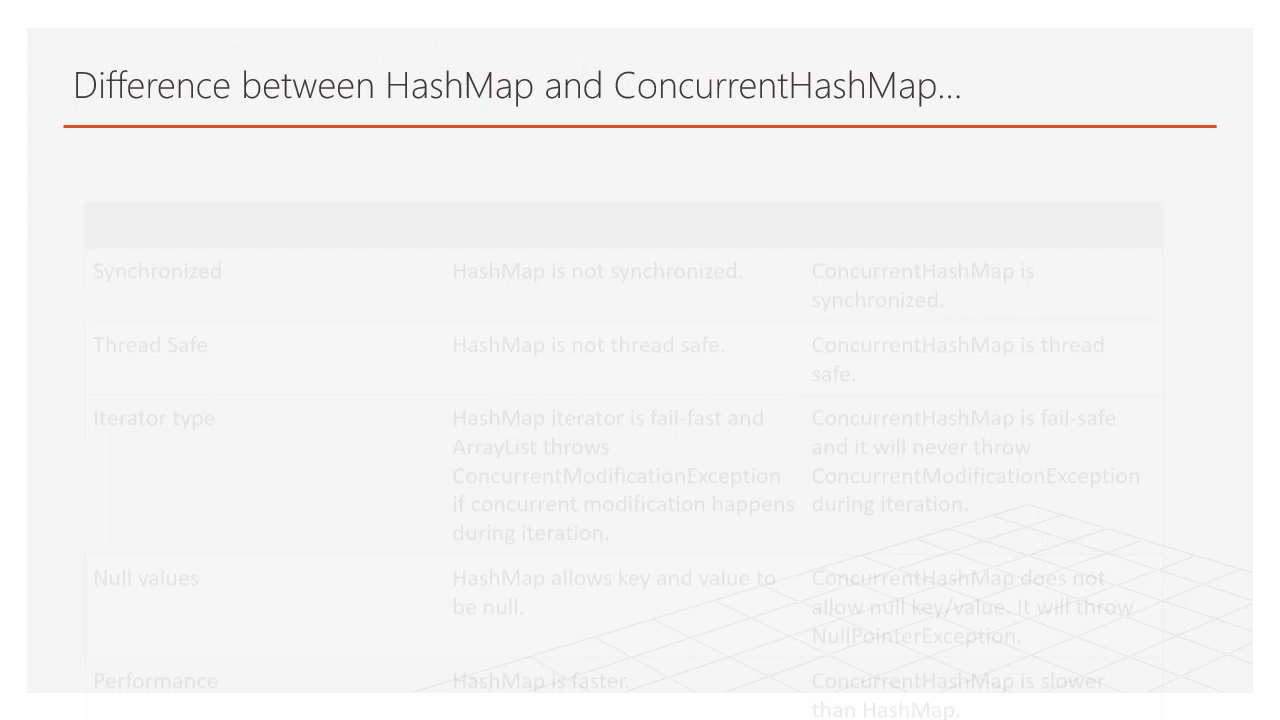 Difference between HashMap and ConcurrentHashMap...
Synchronized
HashMap is not synchronized.
ConcurrentHashMap is
synchronized.
Thread Safe
HashMap is not thread safe.
ConcurrentHashMap is thread
safe.
Iterator type
HashMap iterator is fail-fast and
ArrayList throws
ConcurrentModificationException
if concurrent modification happens
during iteration.
ConcurrentHashMap is fail-safe
and it will never throw
ConcurrentModificationException
during iteration.
Null values
HashMap allows key and value to
be null.
ConcurrentHashMap does not
allow null key/value. It will throw
NullPointerException.
Performance
HashMap is faster.
ConcurrentHashMap is slower
than HashMap.